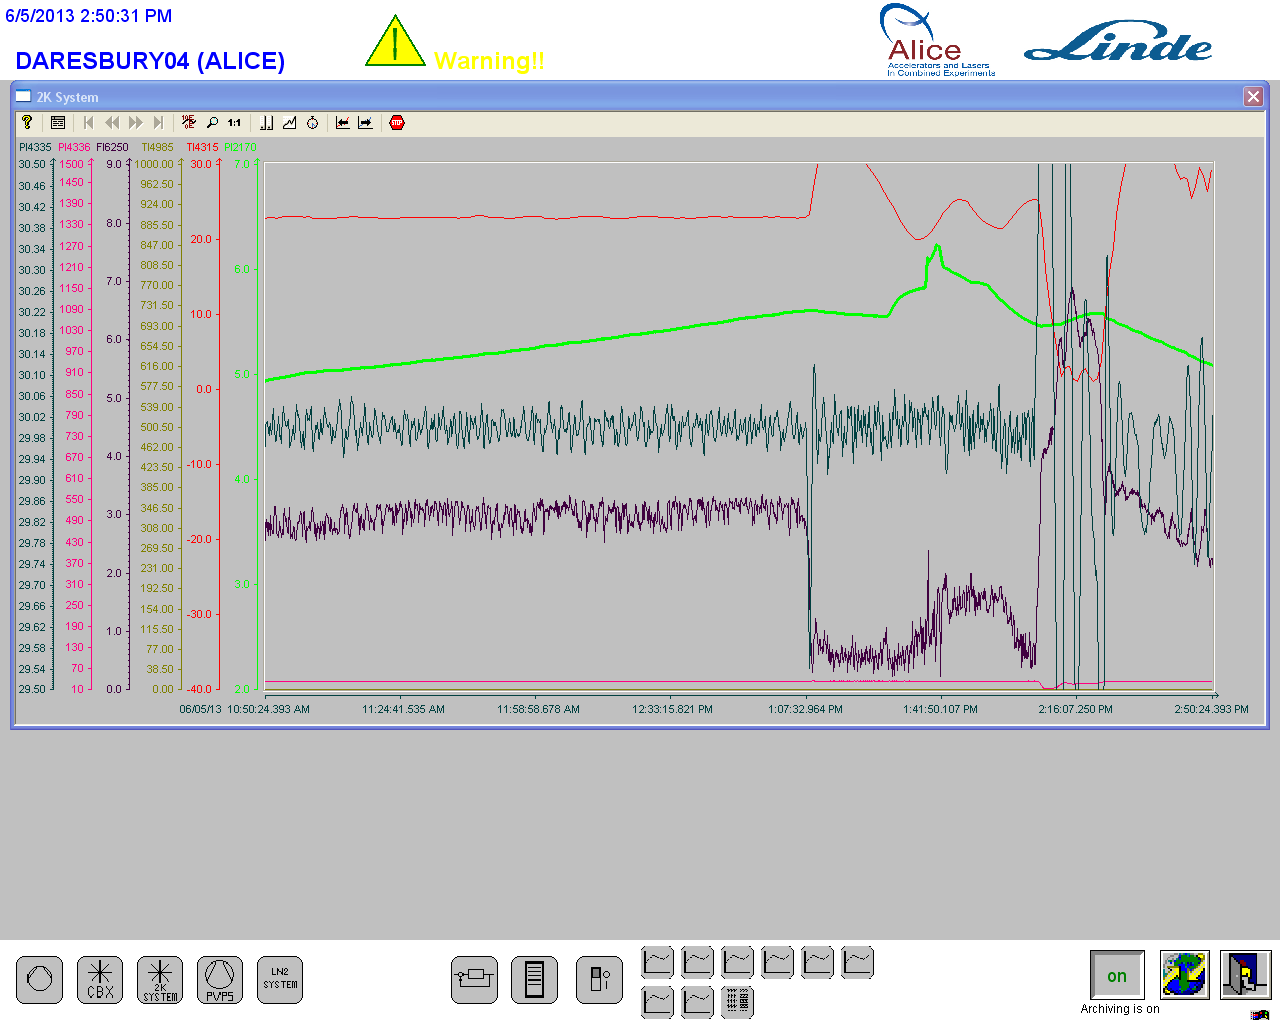 6/5/2013 2:50:31 PM
DARESBURY04 (ALICE)
Warning!!
Alice
Accelerators and Lasers
In Combined Experiments
Linde
2K System
? 1:1 STOP
PI4335 PI4336 FI6250 TI4985 TI4315 PI2170
30.50 1500 9.0 1000.00 30.0 7.0
30.46 1450 962.50
30.42 1390 924.00
30.38 1330 8.0 885.50 20.0
30.34 1270 847.00
30.30 1210 808.50 6.0
30.26 1150 7.0 770.00
30.22 1090 731.50 10.0
30.18 1030 6.0 693.00
30.14 970 654.50
30.10 910 616.00 5.0
30.06 850 5.0 577.50 0.0
30.02 790 539.00
29.98 730 500.50
29.94 670 4.0 462.00 -10.0
29.90 610 423.50 4.0
29.86 550 385.00
29.82 490 3.0 346.50 -20.0
29.78 430 308.00
29.74 370 269.50
29.70 310 2.0 231.00 3.0
29.66 250 192.50 -30.0
29.62 190 1.0 154.00
29.58 130 115.50
29.54 70 77.00
29.50 10 0.0 38.50 -40.0 2.0
0.00
06/05/13 10:50:24.393 AM 11:24:41.535 AM 11:58:58.678 AM 12:33:15.821 PM 1:07:32.964 PM 1:41:50.107 PM 2:16:07.250 PM 2:50:24.393 PM
CBX
2K
SYSTEM
PVPS
LN2
SYSTEM
on
Archiving is on